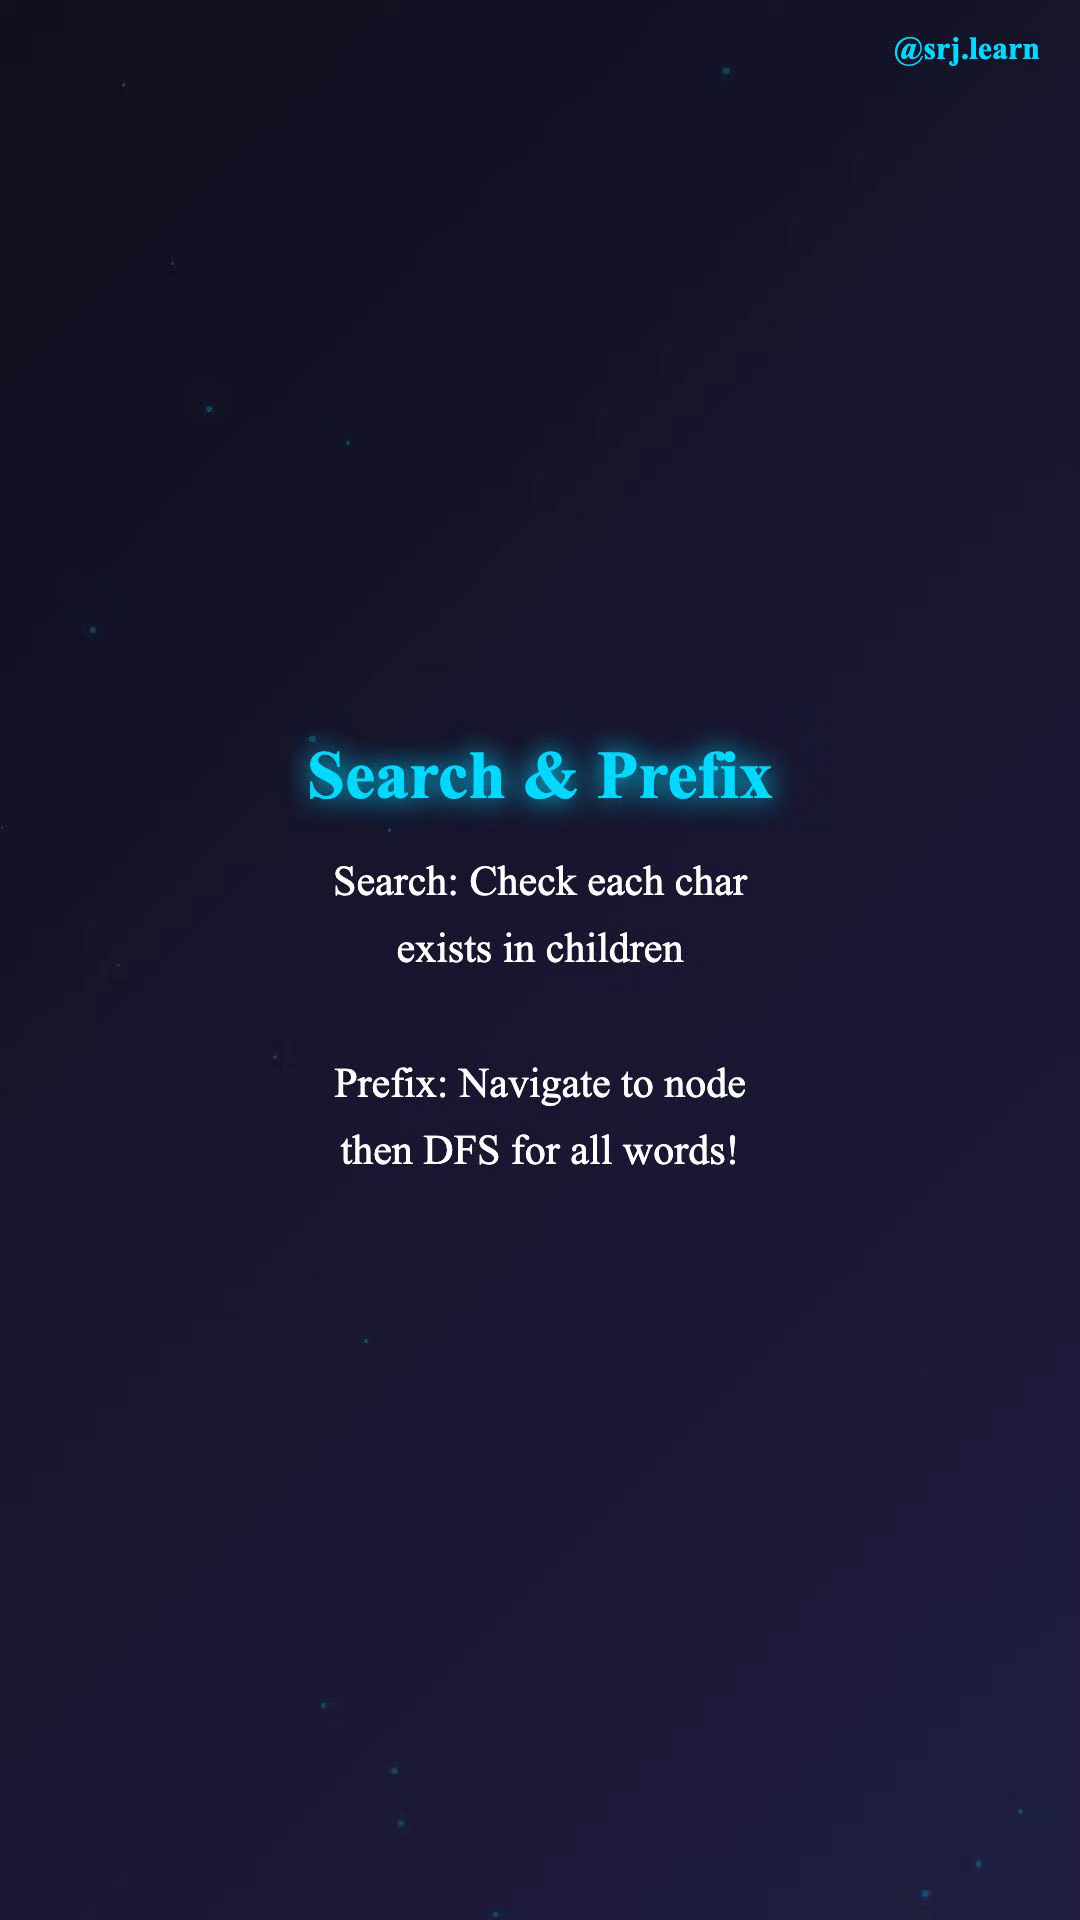 @srj.learn
Search & Prefix
Search: Check each char
exists in children
Prefix: Navigate to node
then DFS for all words!